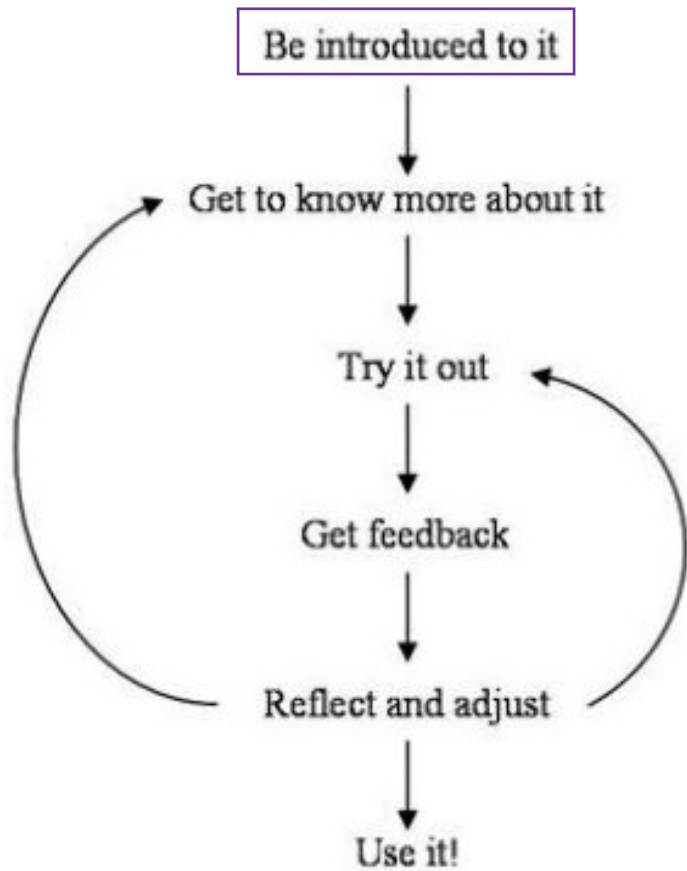 Be introduced to it
Get to know more about it
Try it out
Get feedback
Reflect and adjust
Use it!